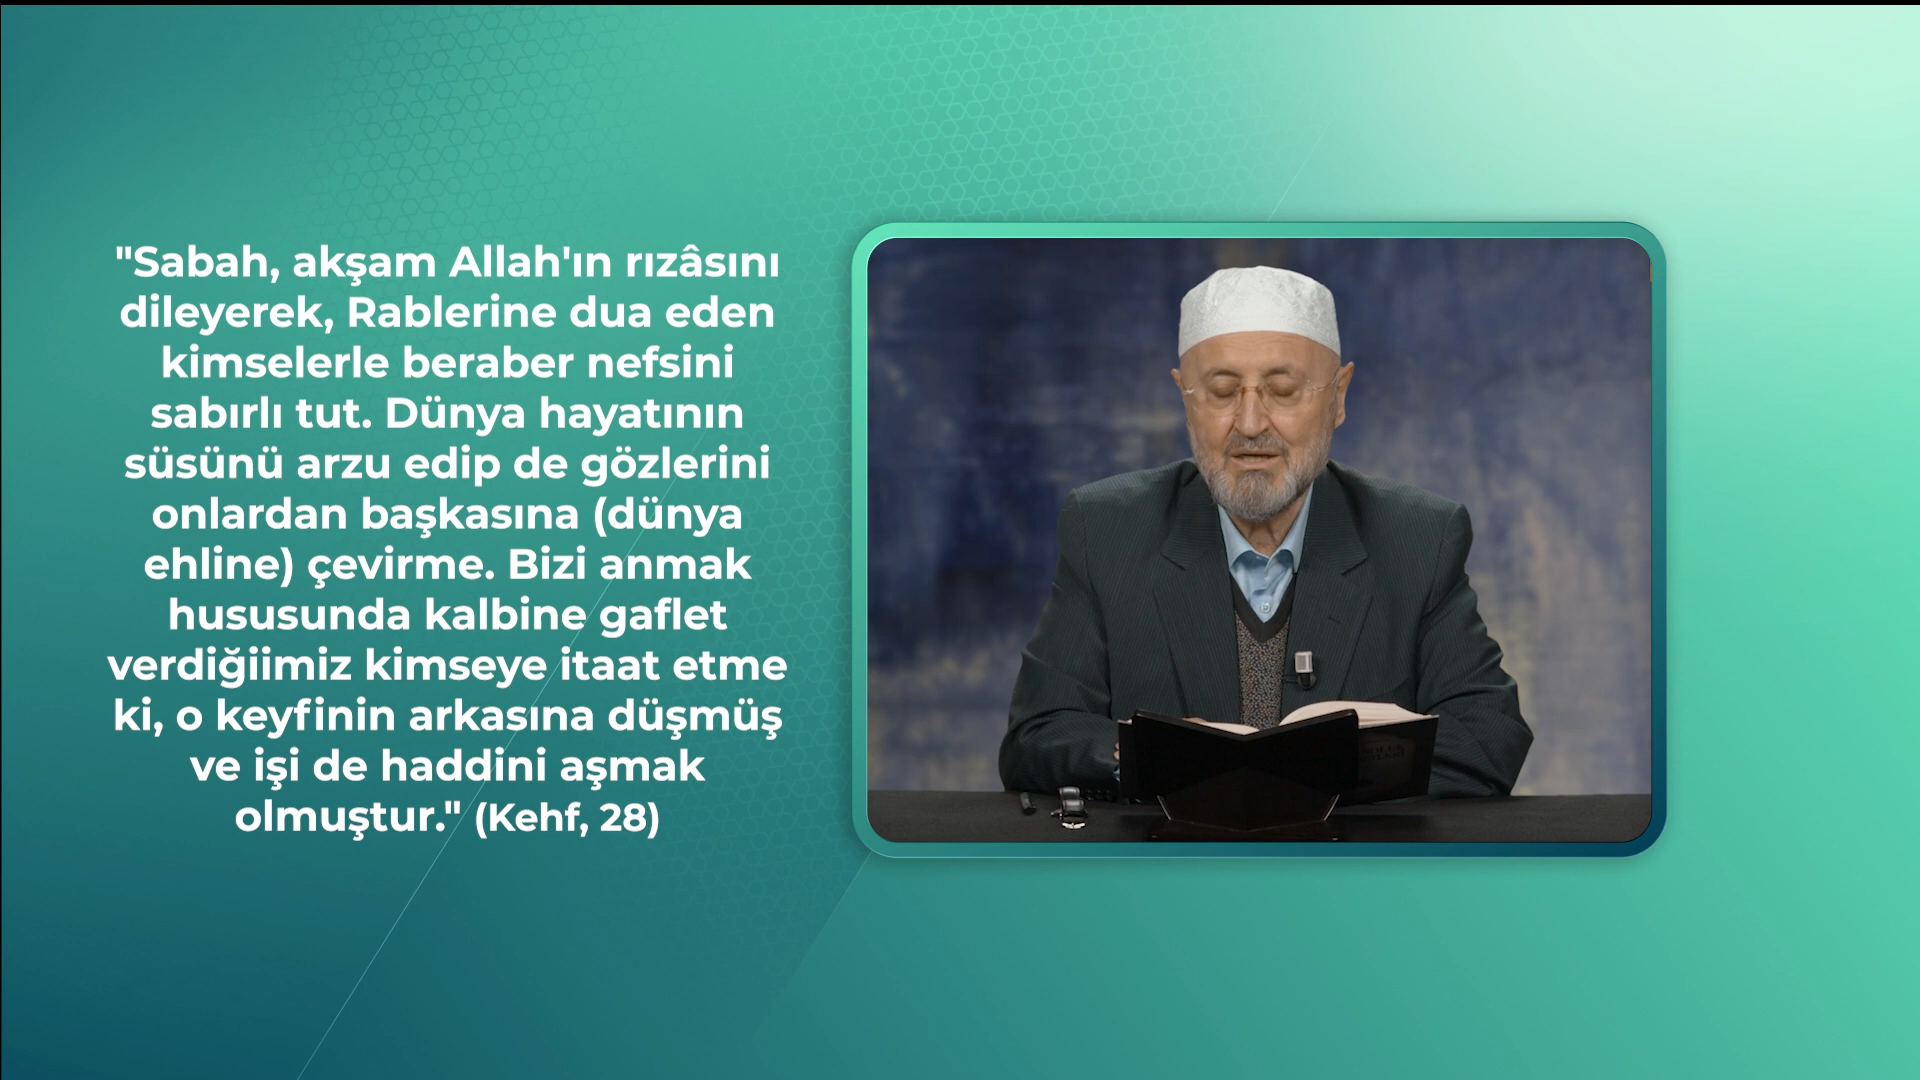 "Sabah, akşam Allah'ın rızâsını
dileyerek, Rablerine dua eden
kimselerle beraber nefsini
sabırlı tut. Dünya hayatının
süsünü arzu edip de gözlerini
onlardan başkasına (dünya
ehline) çevirme. Bizi anmak
hususunda kalbine gaflet
verdiğiimiz kimseye itaat etme
ki, o keyfinin arkasına düşmüş
ve işi de haddini aşmak
olmuştur." (Kehf, 28)